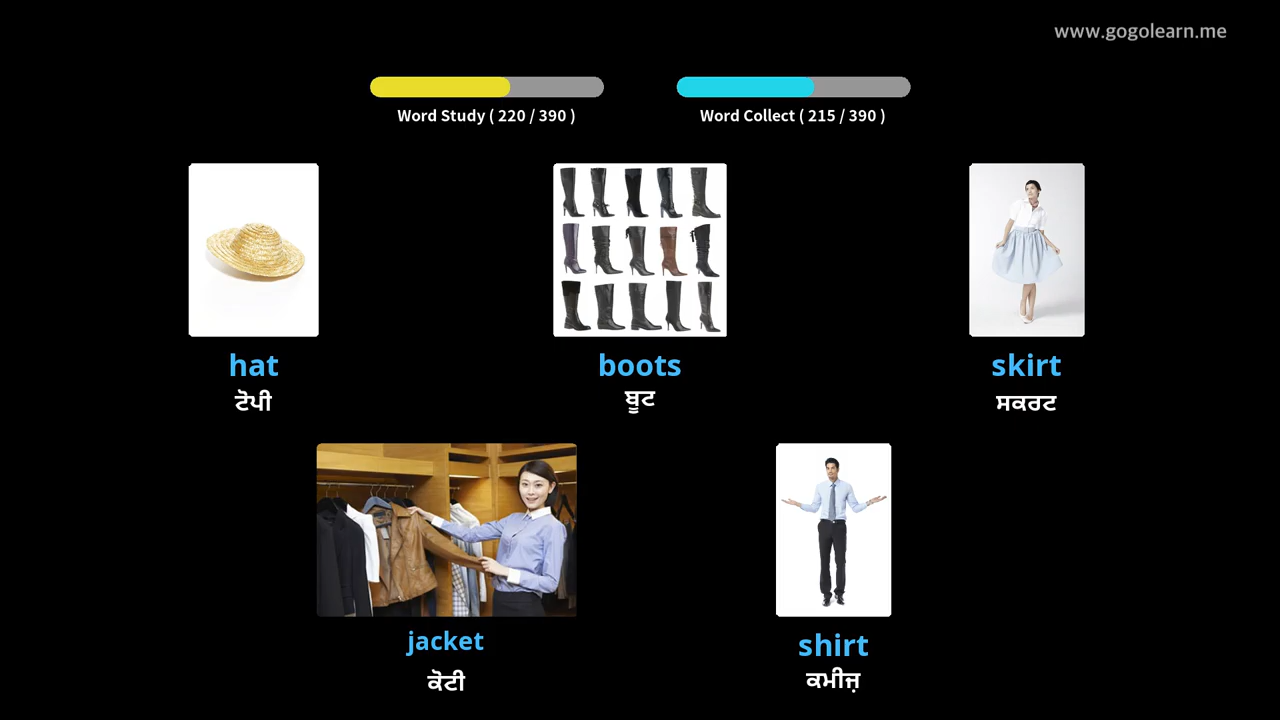 www.gogolearn.me
Word Study ( 220 / 390 )
Word Collect ( 215 / 390 )
hat
boots
skirt
ਟੋਪੀ
ਬੂਟ
ਸਕਰਟ
jacket
shirt
ਕੋਟੀ
ਕਮੀਜ਼